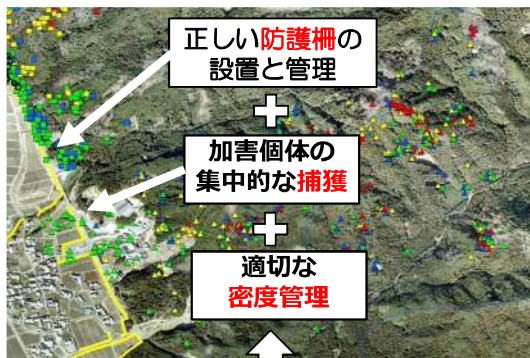 正しい防護柵の
設置と管理
+
加害個体の
集中的な捕獲
+
適切な
密度管理